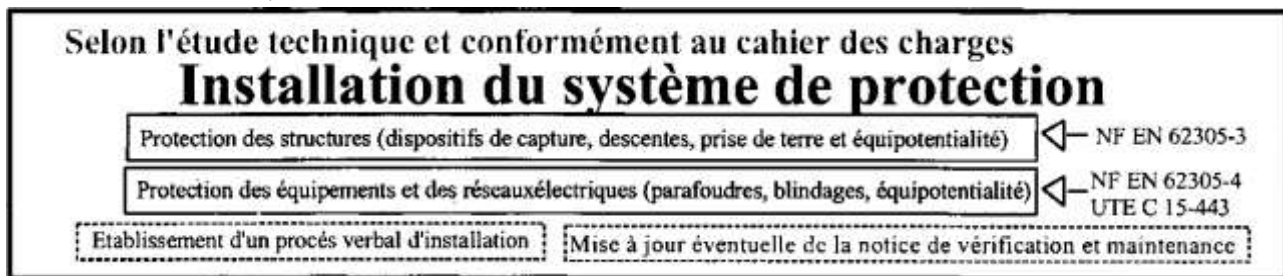 Selon l'étude technique et conformément au cahier des charges
Installation du système de protection
Protection des structures (dispositifs de capture, descentes, prise de terre et équipotentialité)
NF EN 62305-3
Protection des équipements et des réseauxélectriques (parafoudres, blindages, équipotentialité)
NF EN 62305-4
UTE C 15-443
Etablissement d'un procés verbal d'installation
Mise à jour éventuelle de la notice de vérification et maintenance